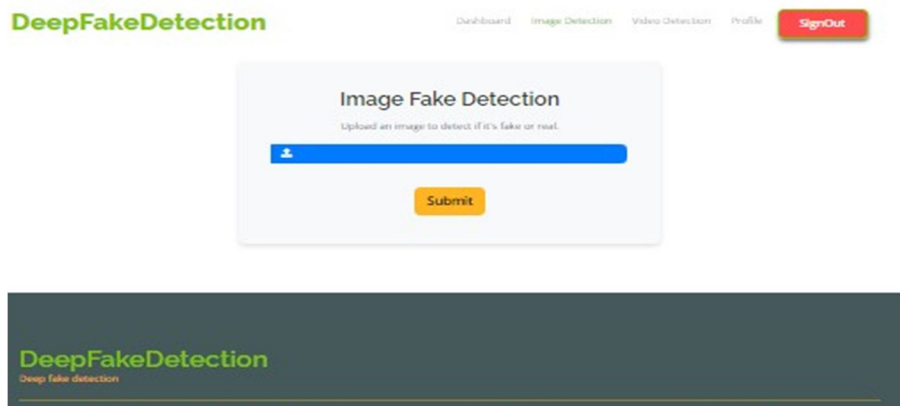 DeepFakeDetection
Dashboard Image Detection Video Detection Profile SignOut
Image Fake Detection
Upload an image to detect if it's fake or real.
Submit
DeepFakeDetection
Deep fake detection